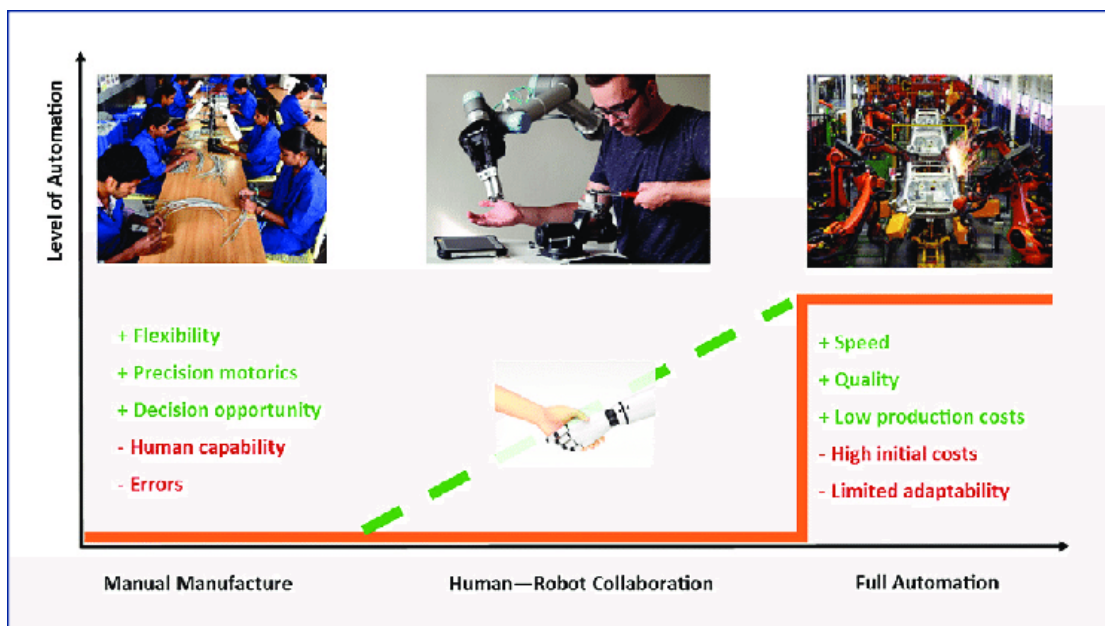 Level of Automation
+ Flexibility
+ Precision motorics
+ Decision opportunity
- Human capability
- Errors
+ Speed
+ Quality
+ Low production costs
- High initial costs
- Limited adaptability
Manual Manufacture
Human—Robot Collaboration
Full Automation